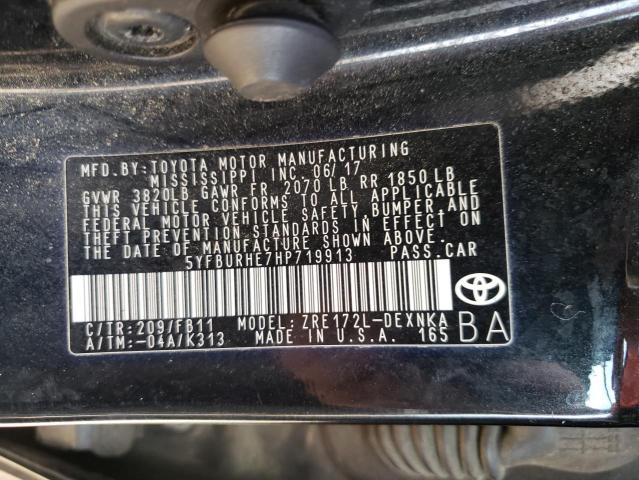 MFD.BY:TOYOTA MOTOR MANUFACTURING
MISSISSIPPI INC. 06/17
GVWR 3820LB GAWR FR 2070 LB RR 1850 LB
THIS VEHICLE CONFORMS TO ALL APPLICABLE
FEDERAL MOTOR VEHICLE SAFETY, BUMPER AND
THEFT PREVENTION STANDARDS IN EFFECT ON
THE DATE OF MANUFACTURE SHOWN ABOVE.
5YFBURHE7HP719913 PASS.CAR
C/TR:209/FB11 MODEL: ZRE172L-DEXNKA
A/TM:-04A/K313 MADE IN U.S.A. 165
BA